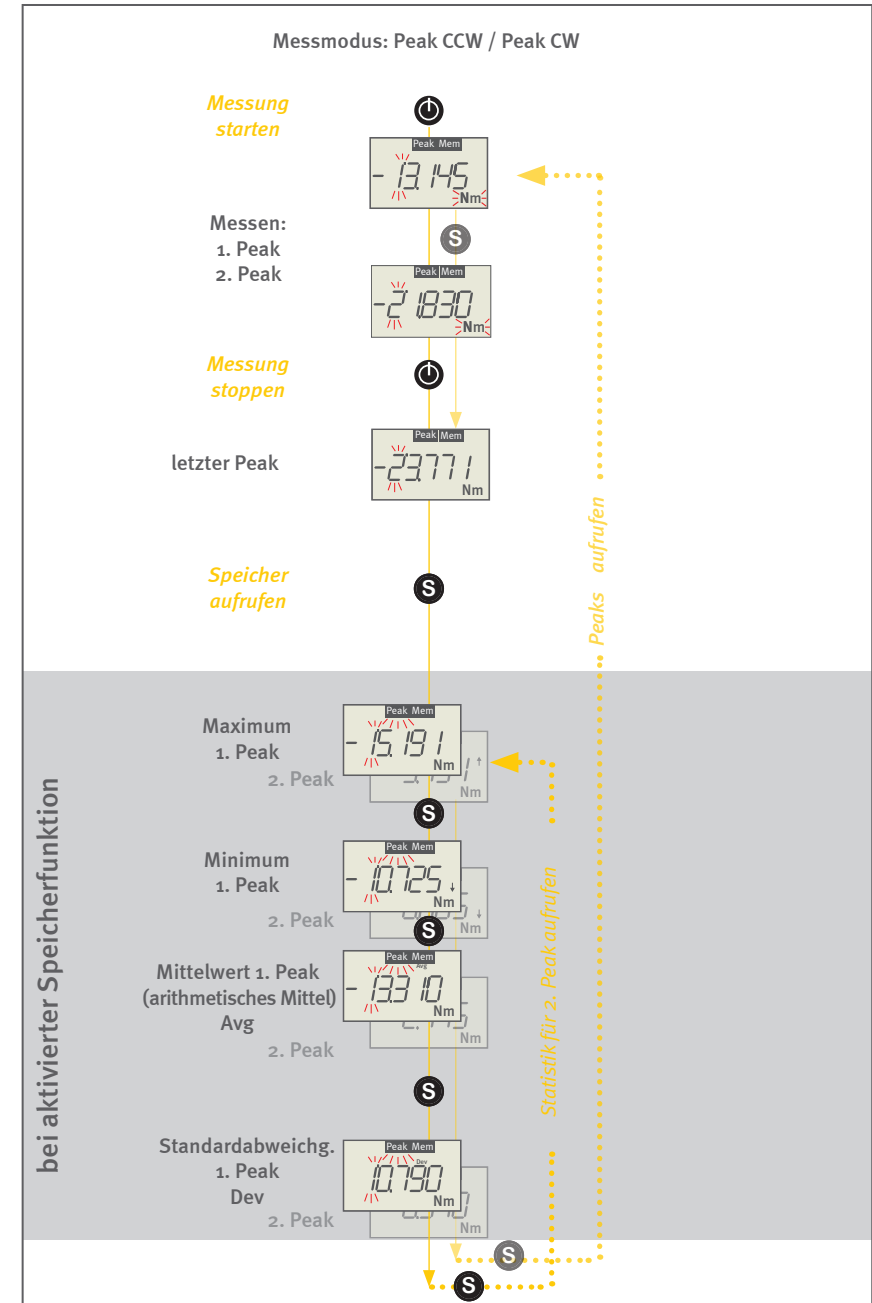 Messmodus: Peak CCW / Peak CW
Messung
starten
Peak Mem
- 13.145
Nm
Messen:
1. Peak
2. Peak
S
Peak Mem
-21.830
Nm
Messung
stoppen
letzter Peak
Peak Mem
-23.771
Nm
Peaks aufrufen
Speicher
aufrufen
S
bei aktivierter Speicherfunktion
Maximum
1. Peak
2. Peak
Peak Mem
- 15.191
Nm
Nm
S
Minimum
1. Peak
2. Peak
Peak Mem
- 10.725
Nm
Nm
S
Mittelwert 1. Peak
(arithmetisches Mittel)
Avg
2. Peak
Peak Mem
Avg
- 13.310
Nm
Nm
Statistik für 2. Peak aufrufen
S
Standardabweichg.
1. Peak
Dev
2. Peak
Peak Mem
Dev
10.790
Nm
Nm
S
S